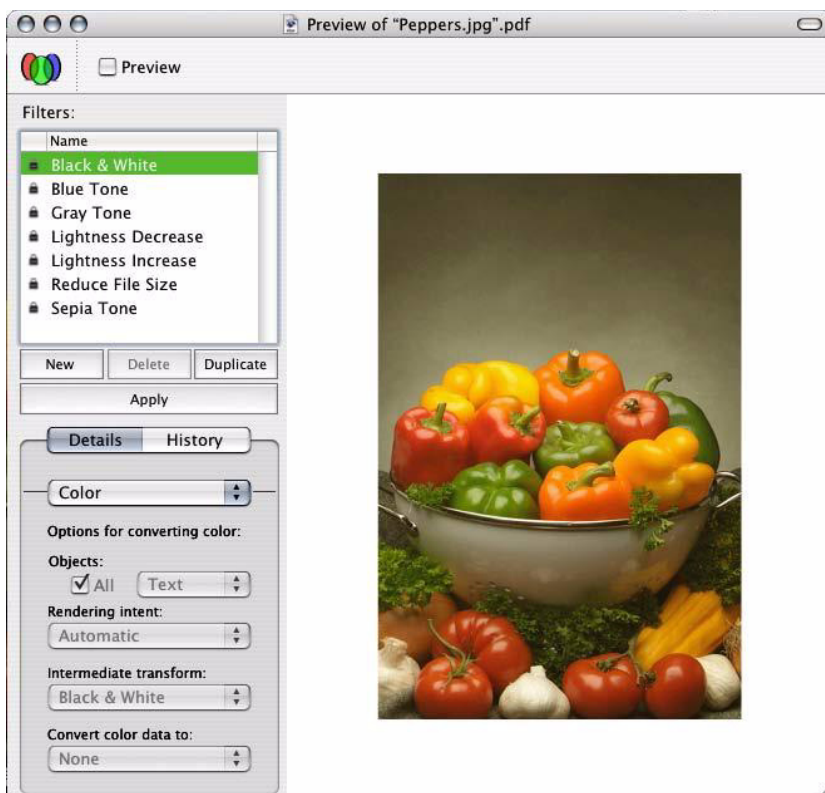 Preview of “Peppers.jpg”.pdf
Preview
Filters:
Name
Black & White
Blue Tone
Gray Tone
Lightness Decrease
Lightness Increase
Reduce File Size
Sepia Tone
New Delete Duplicate
Apply
Details History
Color
Options for converting color:
Objects:
All Text
Rendering intent:
Automatic
Intermediate transform:
Black & White
Convert color data to:
None